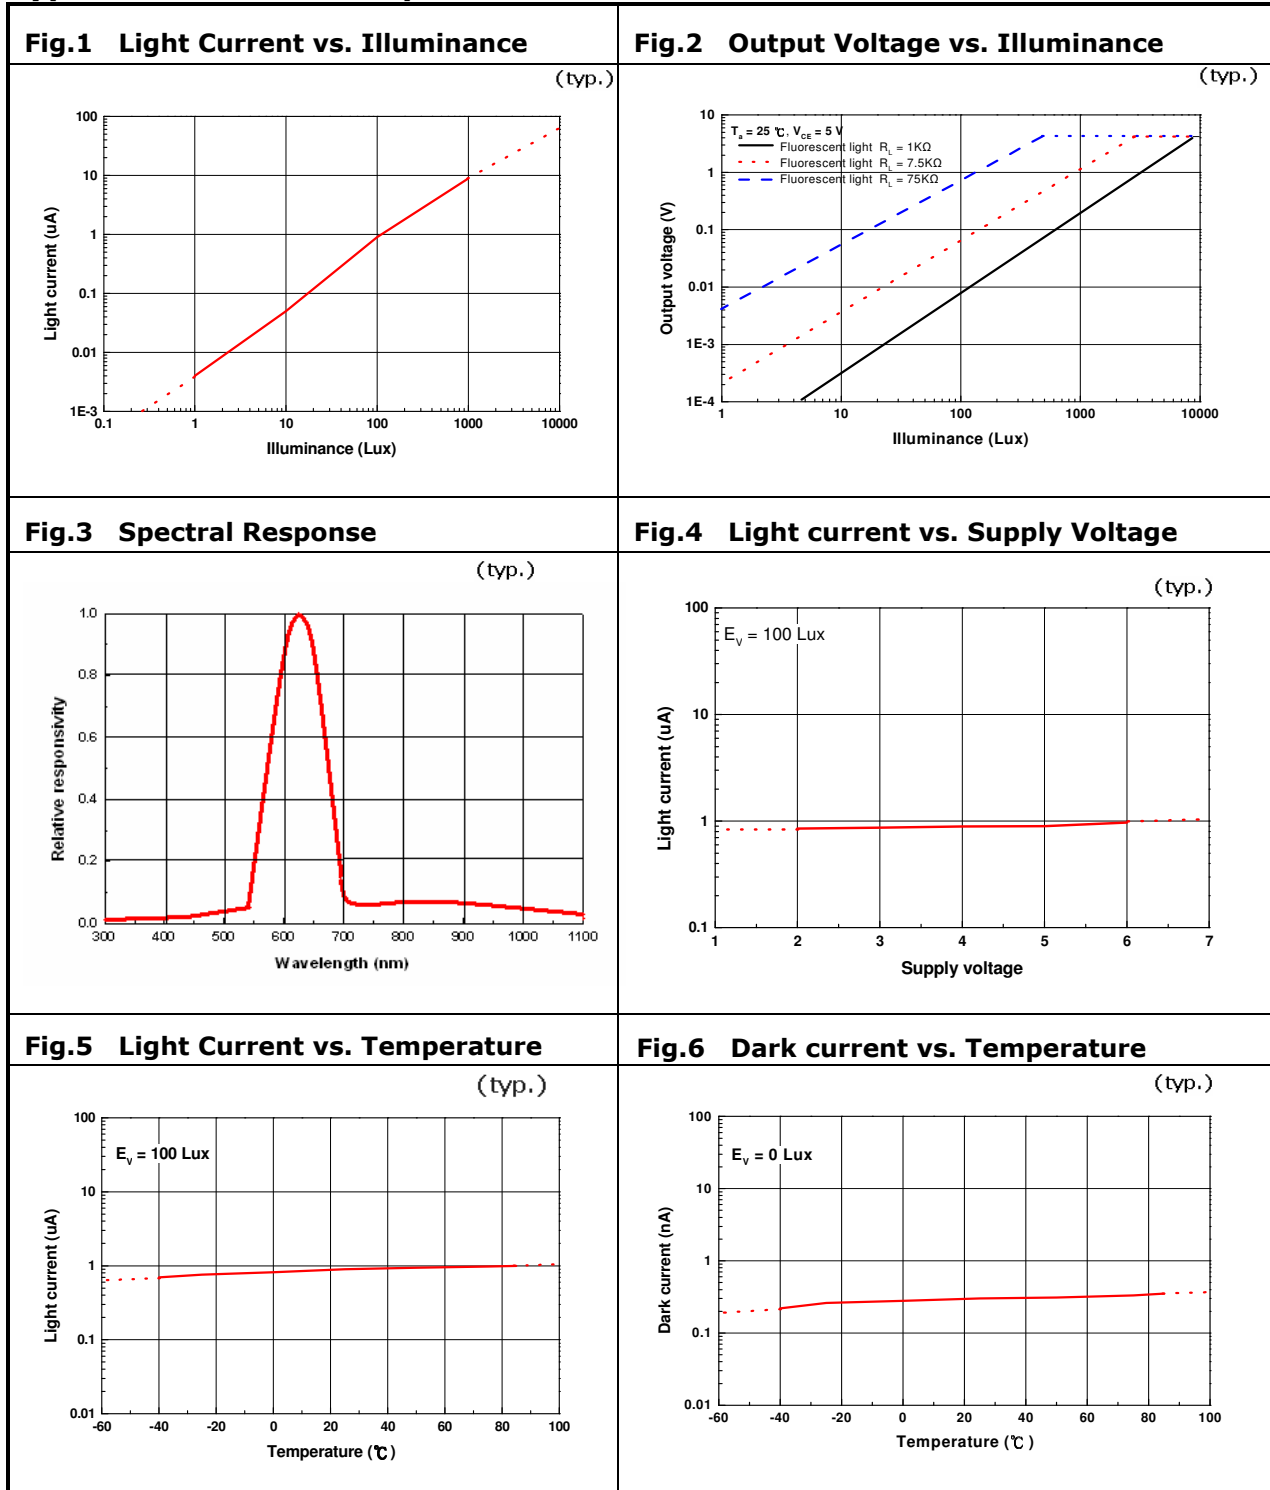 Fig.1 Light Current vs. Illuminance
(typ.)
100
10
1
0.1
0.01
1E-3
0.1 1 10 100 1000 10000
Light current (uA)
Illuminance (Lux)
Fig.2 Output Voltage vs. Illuminance
(typ.)
10
1
0.1
0.01
1E-3
1E-4
1 10 100 1000 10000
Ta = 25 ℃, VCE = 5 V
Fluorescent light RL = 1KΩ
Fluorescent light RL = 7.5KΩ
Fluorescent light RL = 75KΩ
Output voltage (V)
Illuminance (Lux)
Fig.3 Spectral Response
(typ.)
1.0
0.8
0.6
0.4
0.2
0.0
300 400 500 600 700 800 900 1000 1100
Relative responsivity
Wavelength (nm)
Fig.4 Light current vs. Supply Voltage
(typ.)
100
10
1
0.1
1 2 3 4 5 6 7
EV = 100 Lux
Light current (uA)
Supply voltage
Fig.5 Light Current vs. Temperature
(typ.)
100
10
1
0.1
0.01
-60 -40 -20 0 20 40 60 80 100
EV = 100 Lux
Light current (uA)
Temperature (℃)
Fig.6 Dark current vs. Temperature
(typ.)
100
10
1
0.1
0.01
-60 -40 -20 0 20 40 60 80 100
EV = 0 Lux
Dark current (nA)
Temperature (℃)